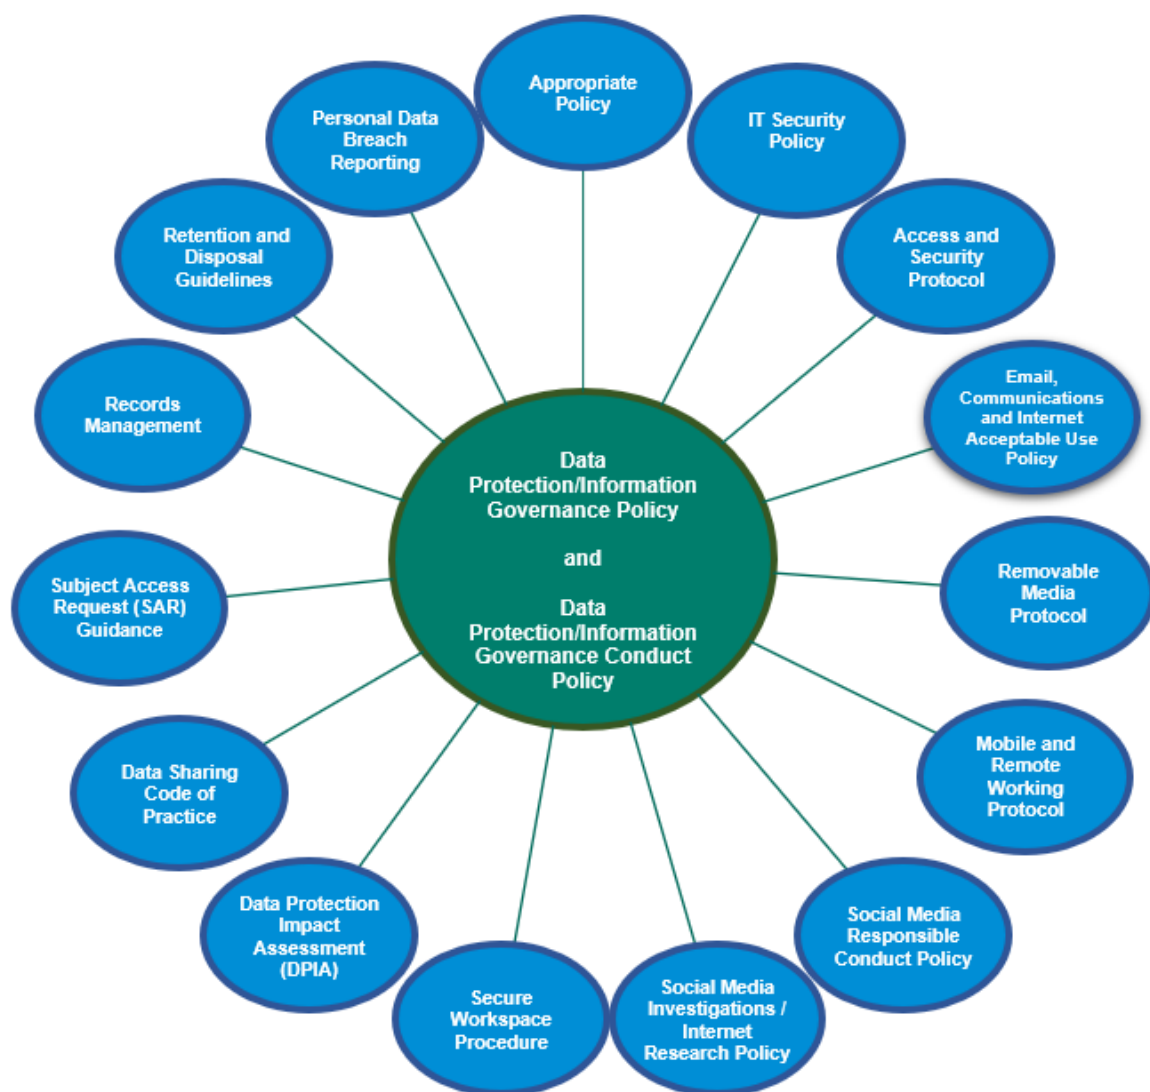 Appropriate
Policy
IT Security
Policy
Access and
Security
Protocol
Email,
Communications
and Internet
Acceptable Use
Policy
Removable
Media
Protocol
Mobile and
Remote
Working
Protocol
Social Media
Responsible
Conduct Policy
Social Media
Investigations /
Internet
Research Policy
Secure
Workspace
Procedure
Data Protection
Impact
Assessment
(DPIA)
Data Sharing
Code of
Practice
Subject Access
Request (SAR)
Guidance
Records
Management
Retention and
Disposal
Guidelines
Personal Data
Breach
Reporting
Data
Protection/Information
Governance Policy
and
Data
Protection/Information
Governance Conduct
Policy